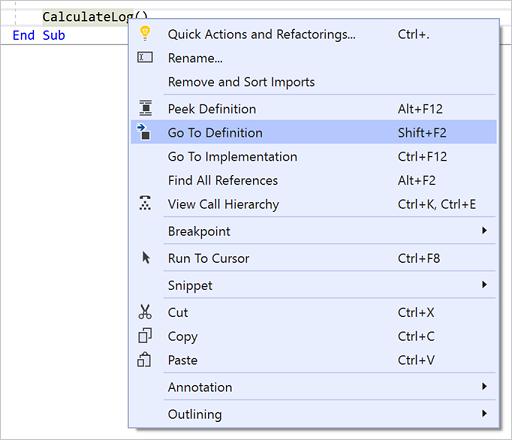 CalculateLog()
End Sub
Quick Actions and Refactorings... Ctrl+.
Rename...
Remove and Sort Imports
Peek Definition Alt+F12
Go To Definition Shift+F2
Go To Implementation Ctrl+F12
Find All References Alt+F2
View Call Hierarchy Ctrl+K, Ctrl+E
Breakpoint
Run To Cursor Ctrl+F8
Snippet
Cut Ctrl+X
Copy Ctrl+C
Paste Ctrl+V
Annotation
Outlining